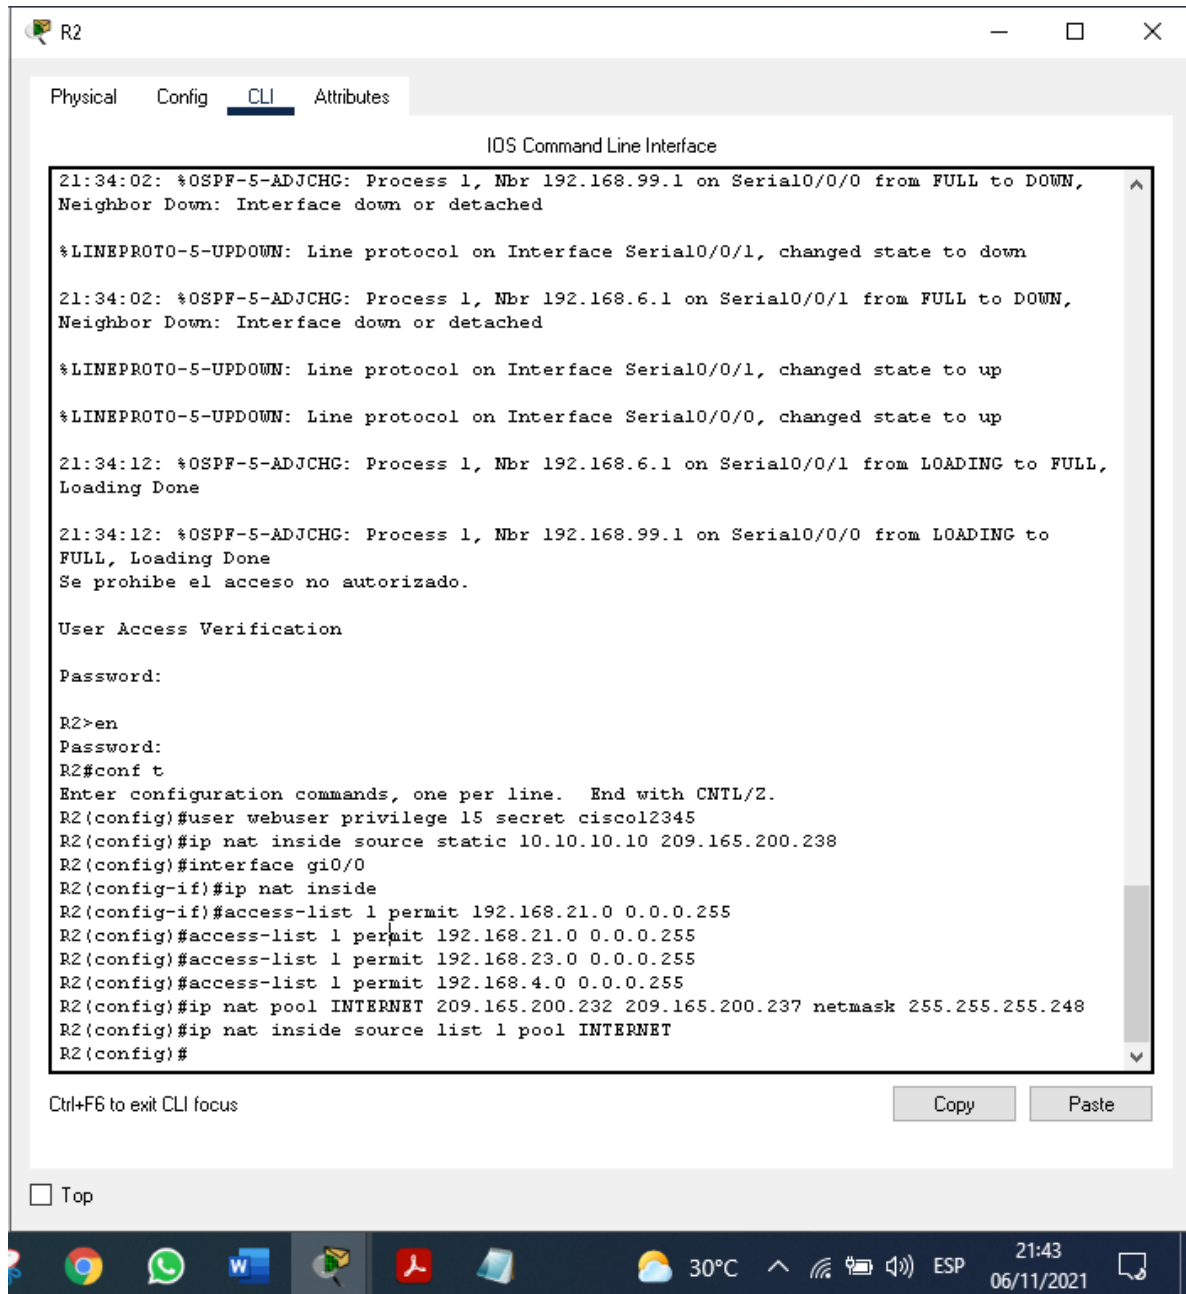 R2
Physical Config CLI Attributes
IOS Command Line Interface
21:34:02: %OSPF-5-ADJCHG: Process 1, Nbr 192.168.99.1 on Serial0/0/0 from FULL to DOWN,
Neighbor Down: Interface down or detached
%LINEPROTO-5-UPDOWN: Line protocol on Interface Serial0/0/1, changed state to down
21:34:02: %OSPF-5-ADJCHG: Process 1, Nbr 192.168.6.1 on Serial0/0/1 from FULL to DOWN,
Neighbor Down: Interface down or detached
%LINEPROTO-5-UPDOWN: Line protocol on Interface Serial0/0/1, changed state to up
%LINEPROTO-5-UPDOWN: Line protocol on Interface Serial0/0/0, changed state to up
21:34:12: %OSPF-5-ADJCHG: Process 1, Nbr 192.168.6.1 on Serial0/0/1 from LOADING to FULL,
Loading Done
21:34:12: %OSPF-5-ADJCHG: Process 1, Nbr 192.168.99.1 on Serial0/0/0 from LOADING to
FULL, Loading Done
Se prohibe el acceso no autorizado.
User Access Verification
Password:
R2>en
Password:
R2#conf t
Enter configuration commands, one per line.  End with CNTL/Z.
R2(config)#user webuser privilege 15 secret cisco12345
R2(config)#ip nat inside source static 10.10.10.10 209.165.200.238
R2(config)#interface gi0/0
R2(config-if)#ip nat inside
R2(config-if)#access-list 1 permit 192.168.21.0 0.0.0.255
R2(config)#access-list 1 permit 192.168.21.0 0.0.0.255
R2(config)#access-list 1 permit 192.168.23.0 0.0.0.255
R2(config)#access-list 1 permit 192.168.4.0 0.0.0.255
R2(config)#ip nat pool INTERNET 209.165.200.232 209.165.200.237 netmask 255.255.255.248
R2(config)#ip nat inside source list 1 pool INTERNET
R2(config)#
Ctrl+F6 to exit CLI focus
Copy Paste
Top
W 30°C ESP 21:43
06/11/2021